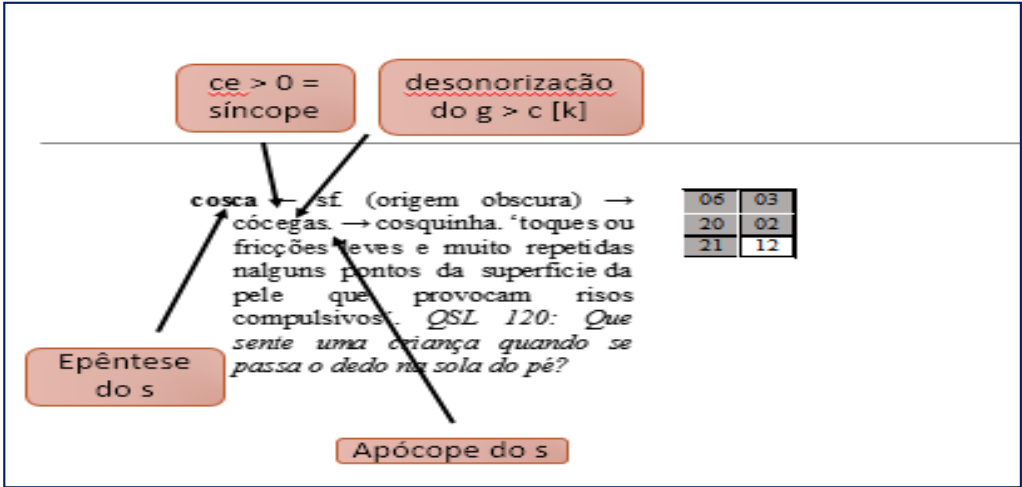 ce > 0 =
síncope
desonorização
do g > c [k]
cosca ← sf. (origem obscura) →
cócegas. → cosquinha. ‘toques ou
fricções leves e muito repetidas
nalguns pontos da superfície da
pele que provocam risos
compulsivos’. QSL 120: Que
sente uma criança quando se
passa o dedo na sola do pé?
06 03
20 02
21 12
Epêntese
do s
Apócope do s